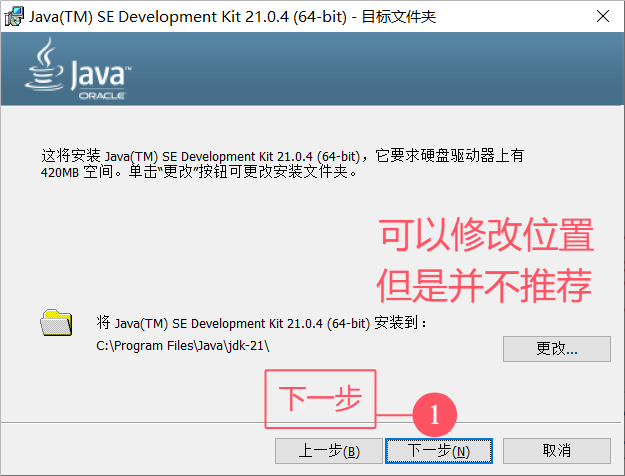 Java(TM) SE Development Kit 21.0.4 (64-bit) - 目标文件夹
Java™
ORACLE
这将安装 Java(TM) SE Development Kit 21.0.4 (64-bit)，它要求硬盘驱动器上有
420MB 空间。单击“更改”按钮可更改安装文件夹。
可以修改位置
但是并不推荐
将 Java(TM) SE Development Kit 21.0.4 (64-bit) 安装到：
C:\Program Files\Java\jdk-21\
更改...
下一步
1
上一步(B)
下一步(N)
取消